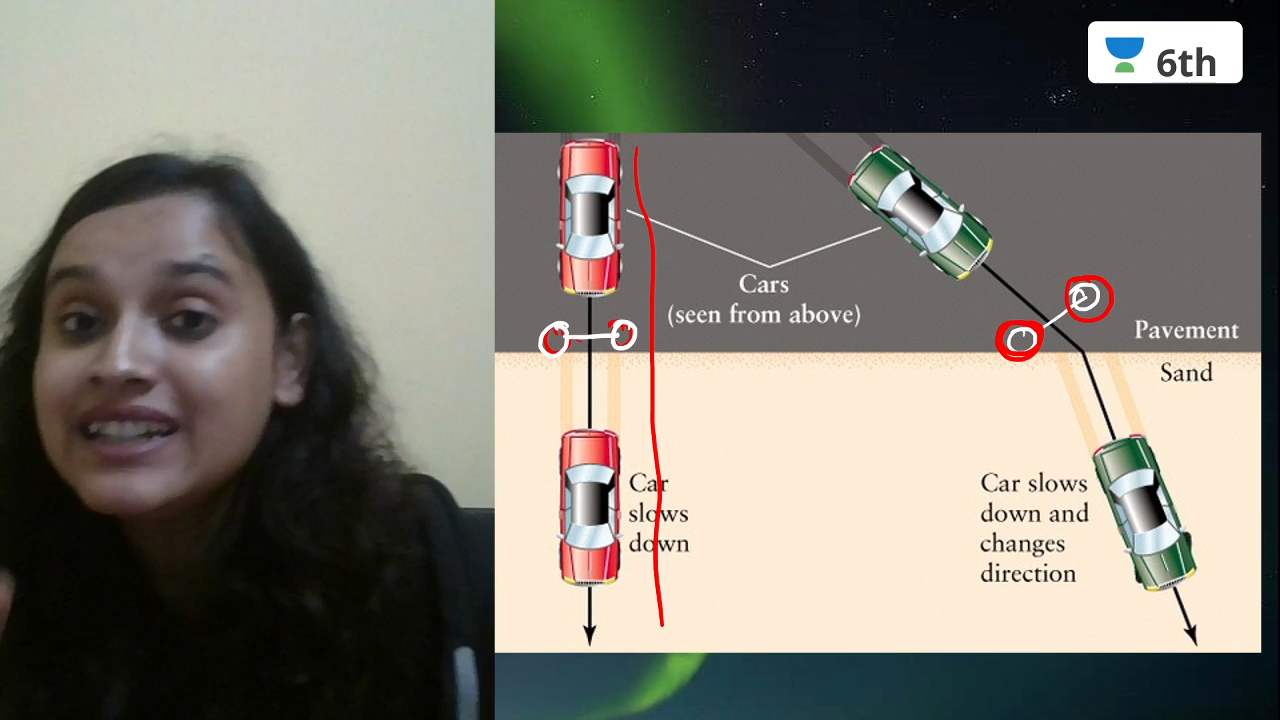 6th
Cars
(seen from above)
Pavement
Sand
Car
slows
down
Car slows
down and
changes
direction